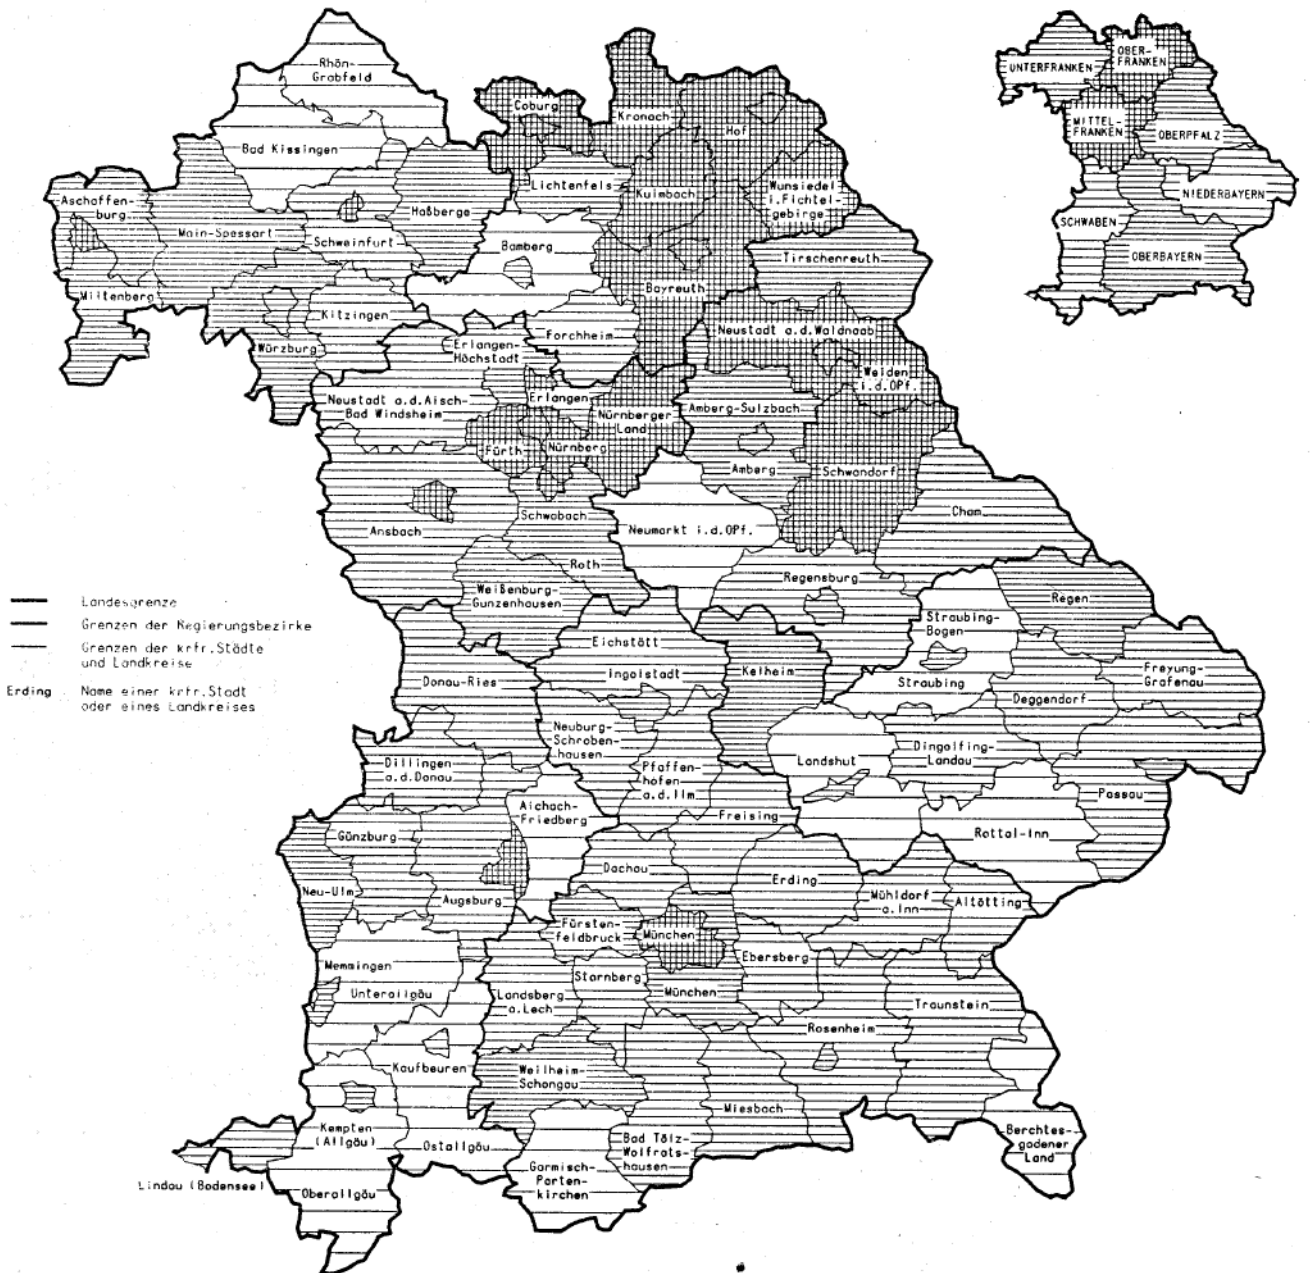 Rhön-
Grabfeld
Coburg
Kronach
Hof
Bad Kissingen
Lichtenfels
Kulmbach
Wunsiedel
i.Fichtel-
gebirge
Aschaffen-
burg
Haßberge
Main-Spessart
Schweinfurt
Bamberg
Tirschenreuth
Bayreuth
Miltenberg
Kitzingen
Forchheim
Neustadt a.d.Waldnaab
Würzburg
Erlangen-
Höchstadt
Weiden
i.d.OPf.
Neustadt a.d.Aisch-
Bad Windsheim
Erlangen
Nürnberger
Land
Amberg-Sulzbach
Fürth
Nürnberg
Amberg
Schwandorf
Ansbach
Schwabach
Neumarkt i.d.OPf.
Cham
Roth
Regensburg
Weißenburg-
Gunzenhausen
Straubing-
Bogen
Regen
Eichstätt
Ingolstadt
Kelheim
Freyung-
Grafenau
Donau-Ries
Straubing
Deggendorf
Neuburg-
Schroben-
hausen
Dingolfing-
Landau
Dillingen
a.d.Donau
Pfaffen-
hofen
a.d.Ilm
Landshut
Passau
Aichach-
Friedberg
Freising
Rottal-Inn
Günzburg
Dachau
Erding
Mühldorf
a.Inn
Altötting
Neu-Ulm
Augsburg
Fürsten-
feldbruck
München
Ebersberg
Memmingen
Starnberg
Unterallgäu
Landsberg
a.Lech
München
Traunstein
Rosenheim
Kaufbeuren
Weilheim-
Schongau
Miesbach
Kempten
(Allgäu)
Ostallgäu
Bad Tölz-
Wolfrats-
hausen
Berchtes-
gadener
Land
Garmisch-
Parten-
kirchen
Lindau (Bodensee)
Oberallgäu
OBER-
FRANKEN
UNTERFRANKEN
MITTEL-
FRANKEN
OBERPFALZ
NIEDERBAYERN
SCHWABEN
OBERBAYERN
Landesgrenze
Grenzen der Regierungsbezirke
Grenzen der krfr.Städte
und Landkreise
Erding Name einer krfr.Stadt
oder eines Landkreises